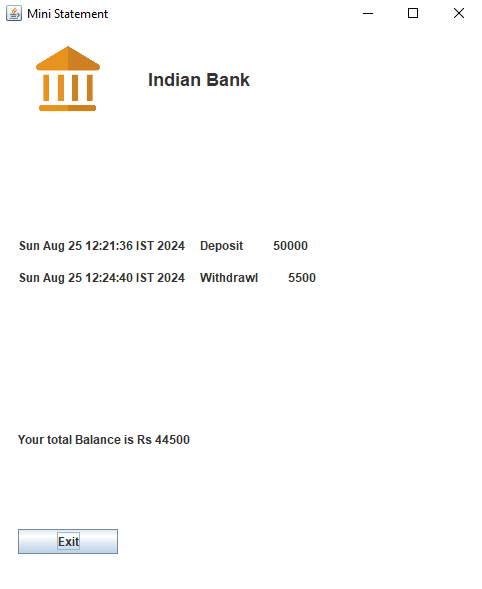 Mini Statement
Indian Bank
Sun Aug 25 12:21:36 IST 2024 Deposit 50000
Sun Aug 25 12:24:40 IST 2024 Withdrawl 5500
Your total Balance is Rs 44500
Exit